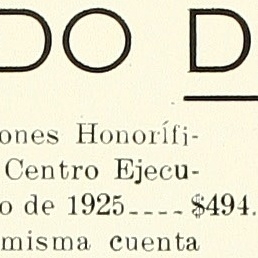 DO D
ones Honorífi-
Centro Ejecu-
o de 1925---- $494.
misma cuenta